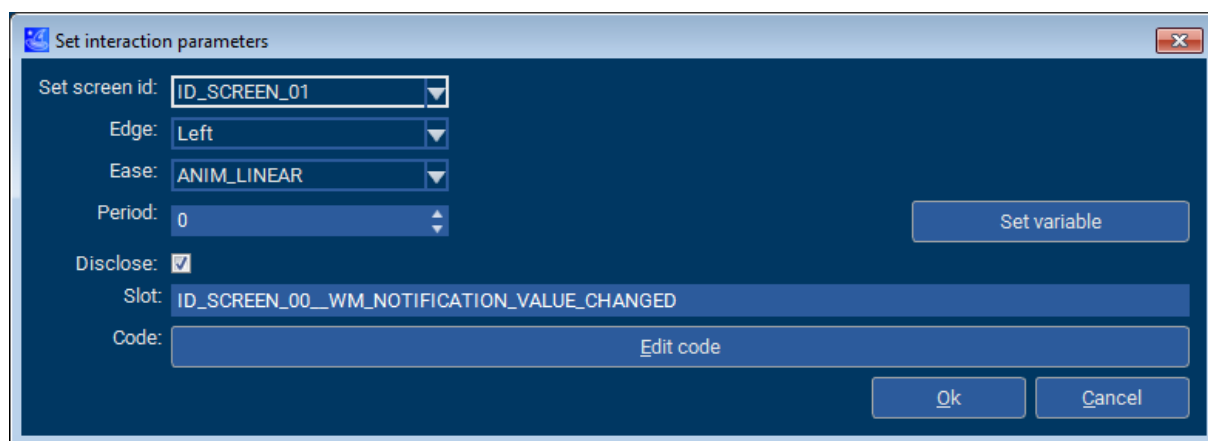 Set interaction parameters
Set screen id: ID_SCREEN_01
Edge: Left
Ease: ANIM_LINEAR
Period: 0
Set variable
Disclose:
Slot: ID_SCREEN_00__WM_NOTIFICATION_VALUE_CHANGED
Code: Edit code
Ok Cancel